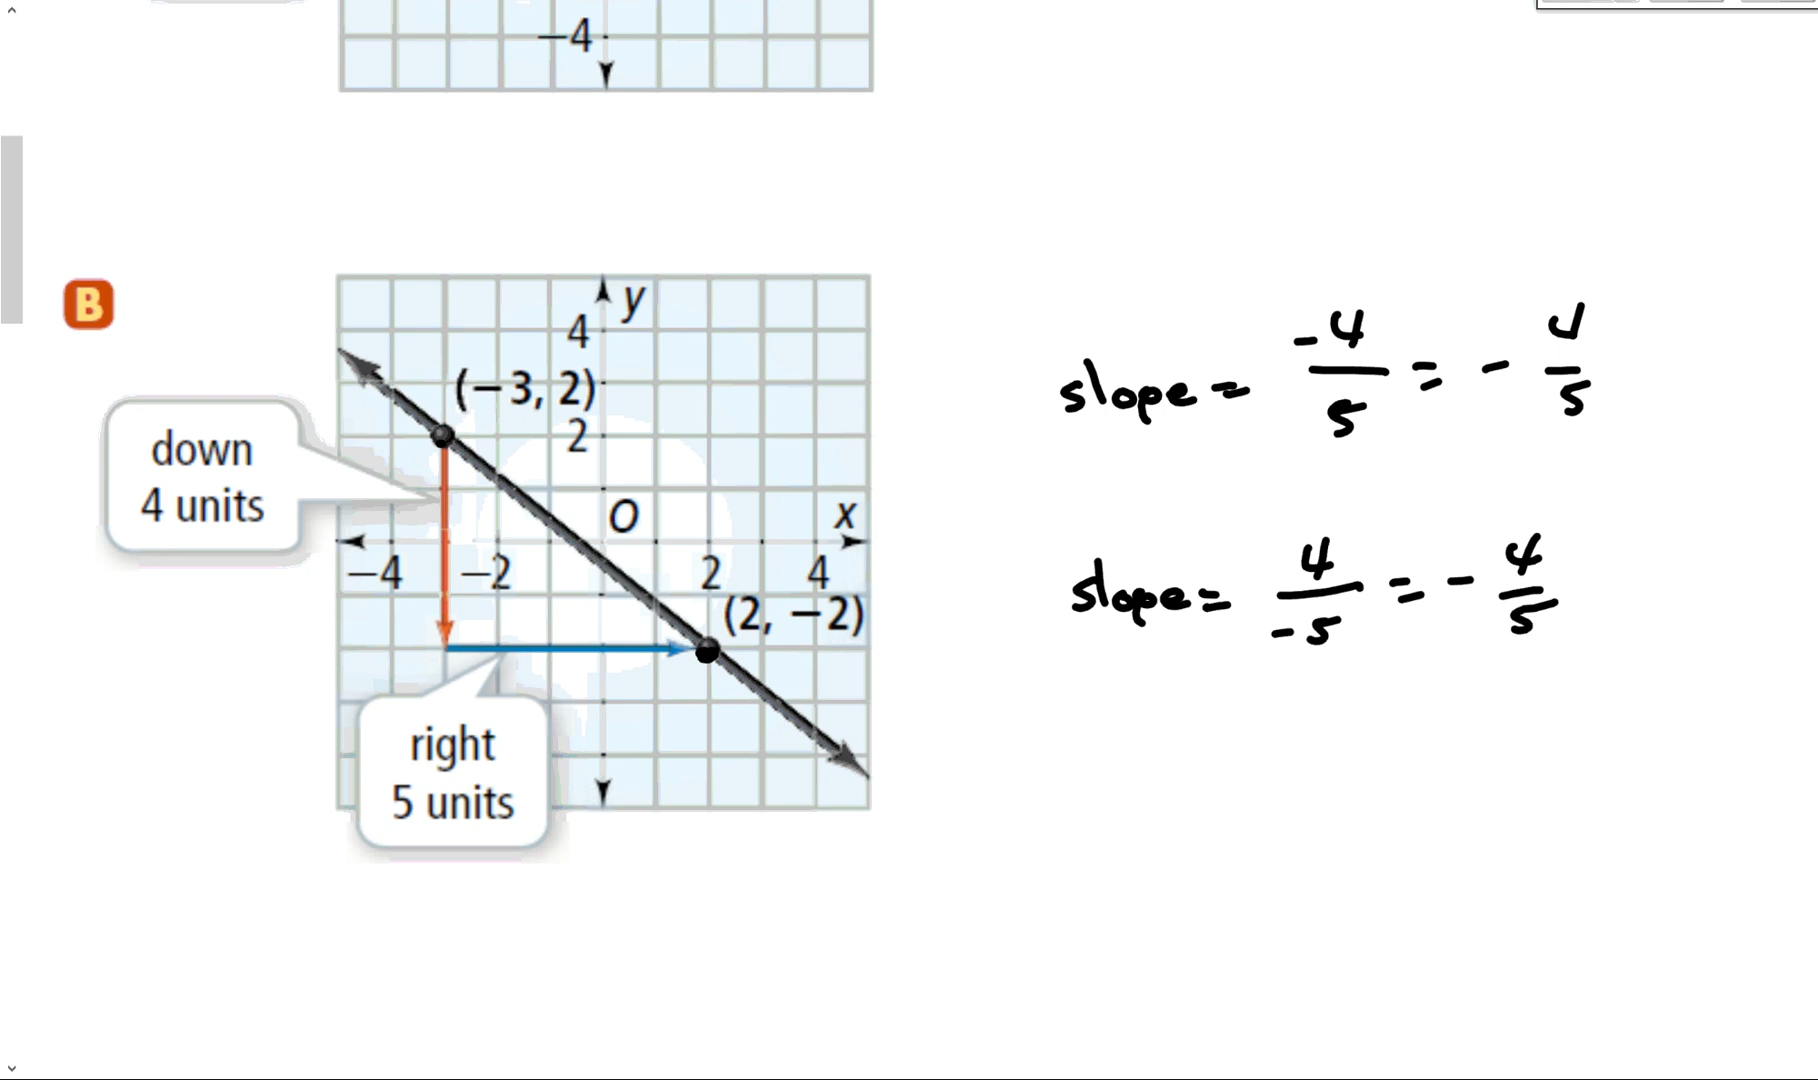 −4
B
y
4
(−3, 2)
2
down
4 units
O
x
−4 −2 2 4
(2, −2)
right
5 units
slope = -4/5 = - 4/5
slope = 4/-5 = - 4/5